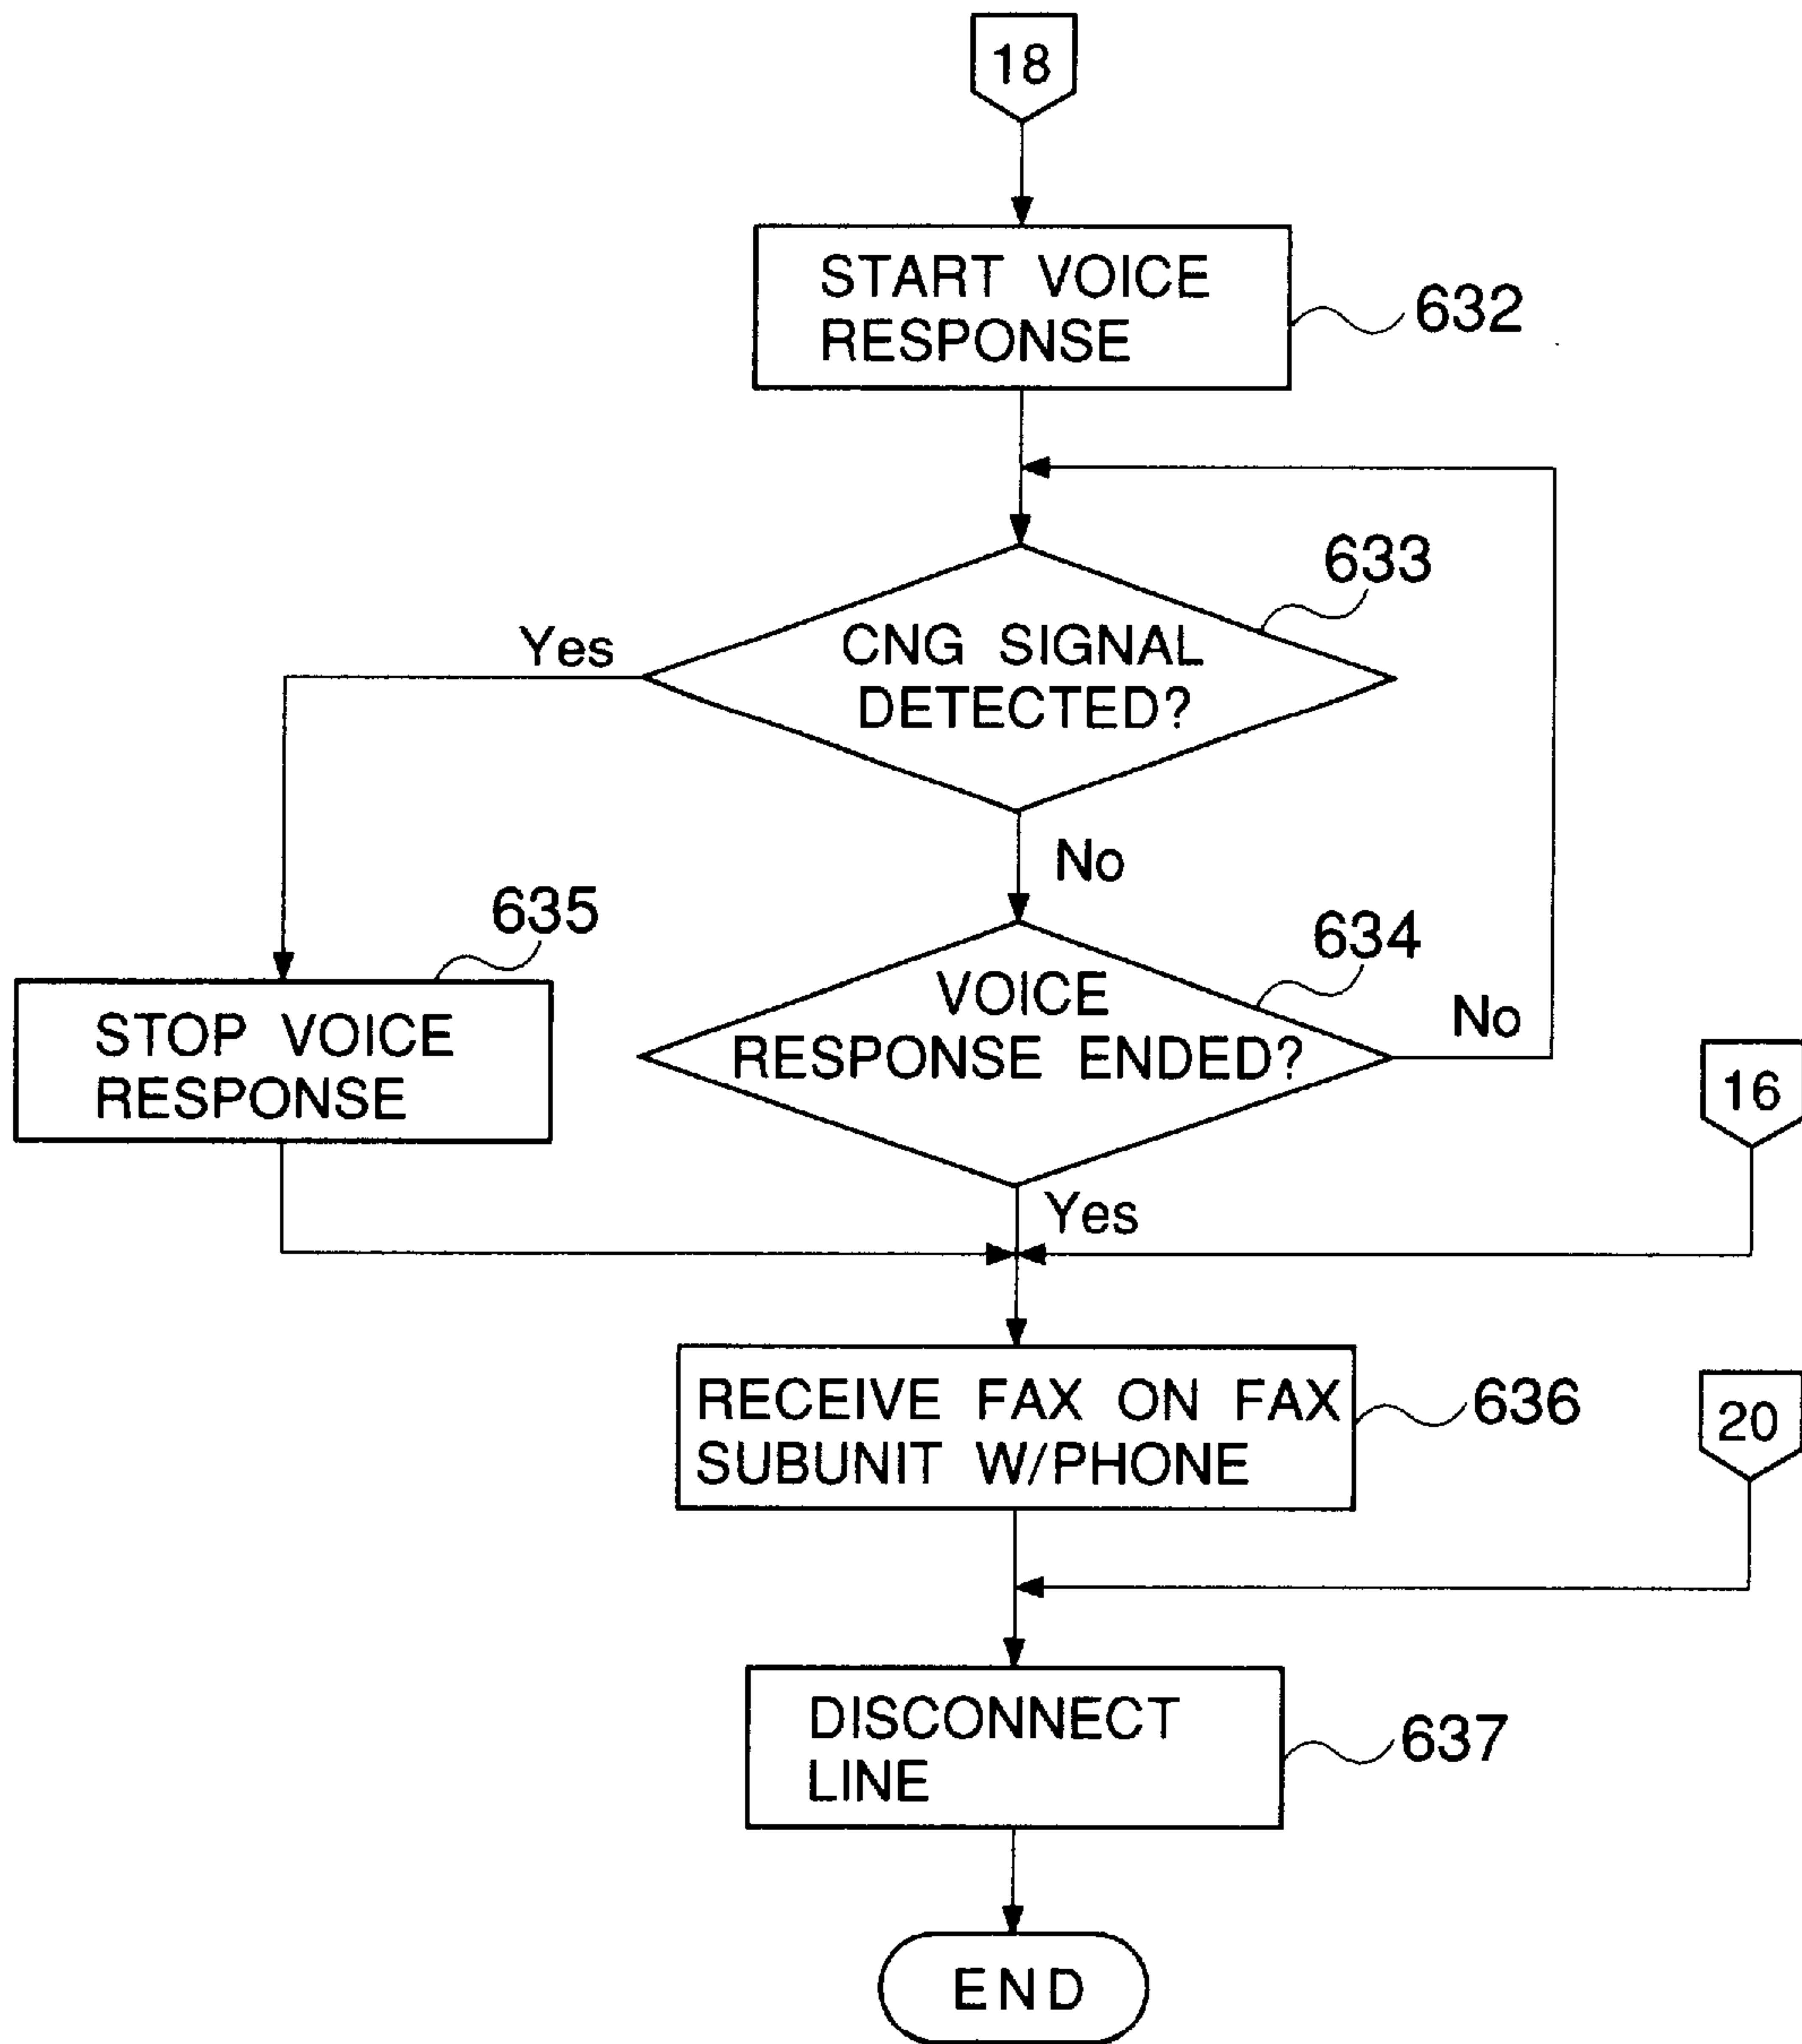 18
START VOICE
RESPONSE
632
633
Yes
CNG SIGNAL
DETECTED?
No
635
634
STOP VOICE
RESPONSE
VOICE
RESPONSE ENDED?
No
16
Yes
RECEIVE FAX ON FAX
SUBUNIT W/PHONE
636
20
DISCONNECT
LINE
637
END